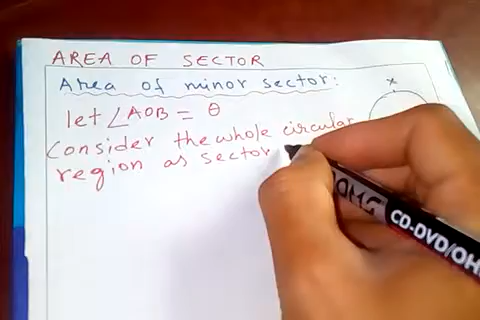 AREA OF SECTOR
Area of minor sector:
x
let ∠AOB = θ
Consider the whole circular
region as sector
OMS
CD-DVD/OH